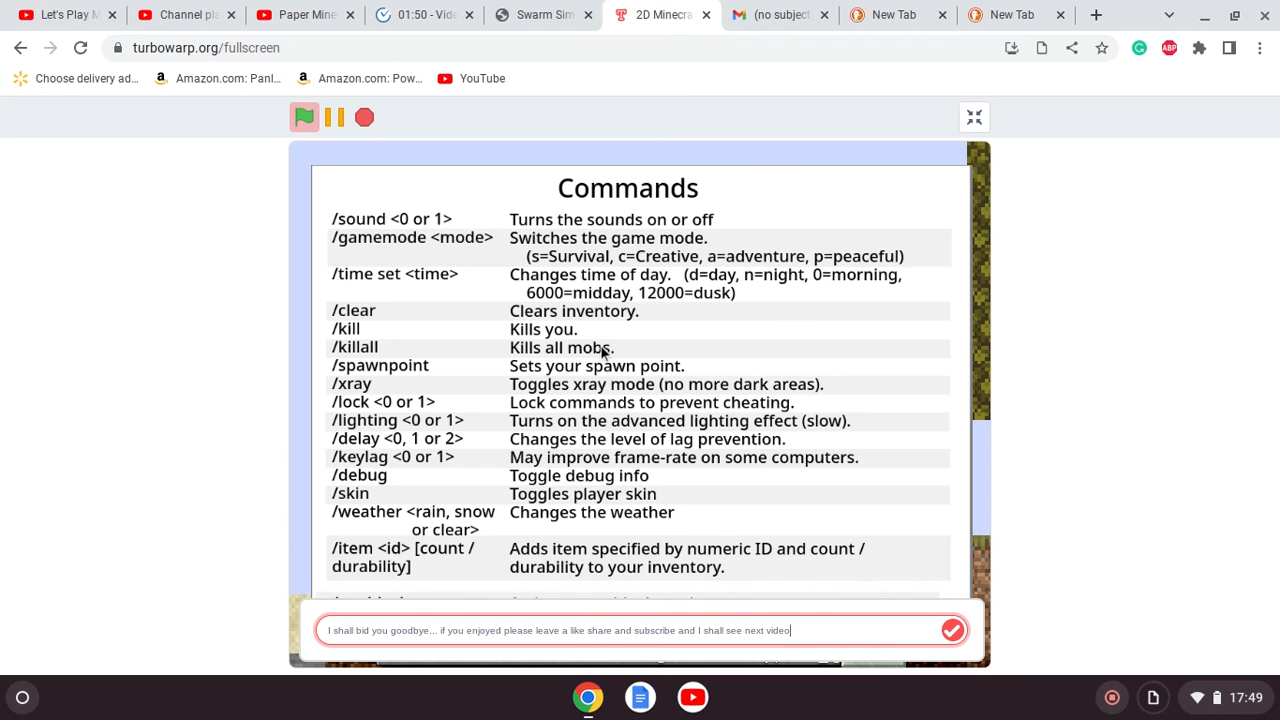 Let's Play M
Channel pla
Paper Mine
01:50 - Vide
Swarm Sim
2D Minecra
(no subject
New Tab
New Tab
turbowarp.org/fullscreen
Choose delivery ad...
Amazon.com: Panl...
Amazon.com: Pow...
YouTube
Commands
/sound <0 or 1> Turns the sounds on or off
/gamemode <mode> Switches the game mode.
(s=Survival, c=Creative, a=adventure, p=peaceful)
/time set <time> Changes time of day. (d=day, n=night, 0=morning,
6000=midday, 12000=dusk)
/clear Clears inventory.
/kill Kills you.
/killall Kills all mobs.
/spawnpoint Sets your spawn point.
/xray Toggles xray mode (no more dark areas).
/lock <0 or 1> Lock commands to prevent cheating.
/lighting <0 or 1> Turns on the advanced lighting effect (slow).
/delay <0, 1 or 2> Changes the level of lag prevention.
/keylag <0 or 1> May improve frame-rate on some computers.
/debug Toggle debug info
/skin Toggles player skin
/weather <rain, snow Changes the weather
or clear>
/item <id> [count / Adds item specified by numeric ID and count /
durability] durability to your inventory.
I shall bid you goodbye... if you enjoyed please leave a like share and subscribe and I shall see next video
17:49